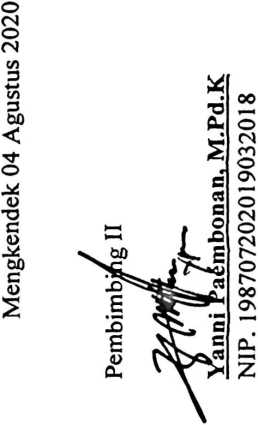 Mengkendek 04 Agustus 2020
Pembimbing II
Yanni Paembonan, M.Pd.K
NIP. 198707202019032018